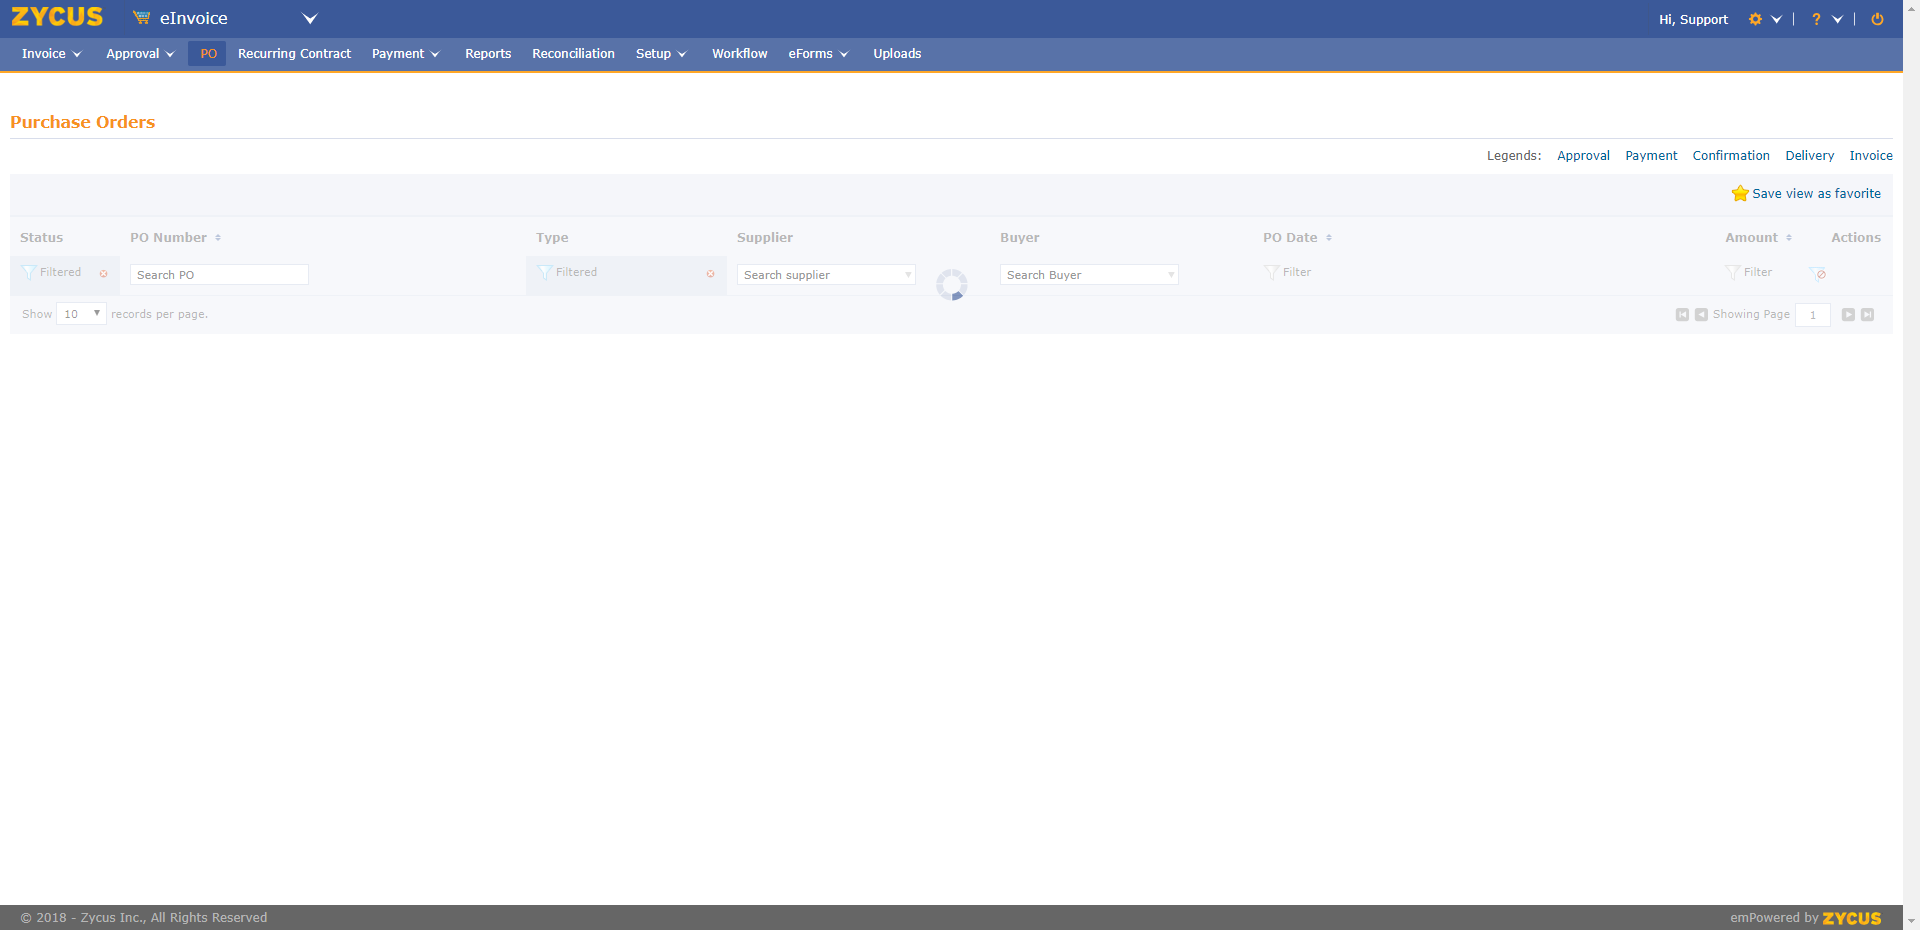 ZYCUS eInvoice Hi, Support ?
Invoice Approval PO Recurring Contract Payment Reports Reconciliation Setup Workflow eForms Uploads
Purchase Orders
Legends: Approval Payment Confirmation Delivery Invoice
Save view as favorite
Status PO Number Type Supplier Buyer PO Date Amount Actions
Filtered Search PO Filtered Search supplier Search Buyer Filter Filter
Show 10 records per page. Showing Page 1
© 2018 - Zycus Inc., All Rights Reserved emPowered by ZYCUS